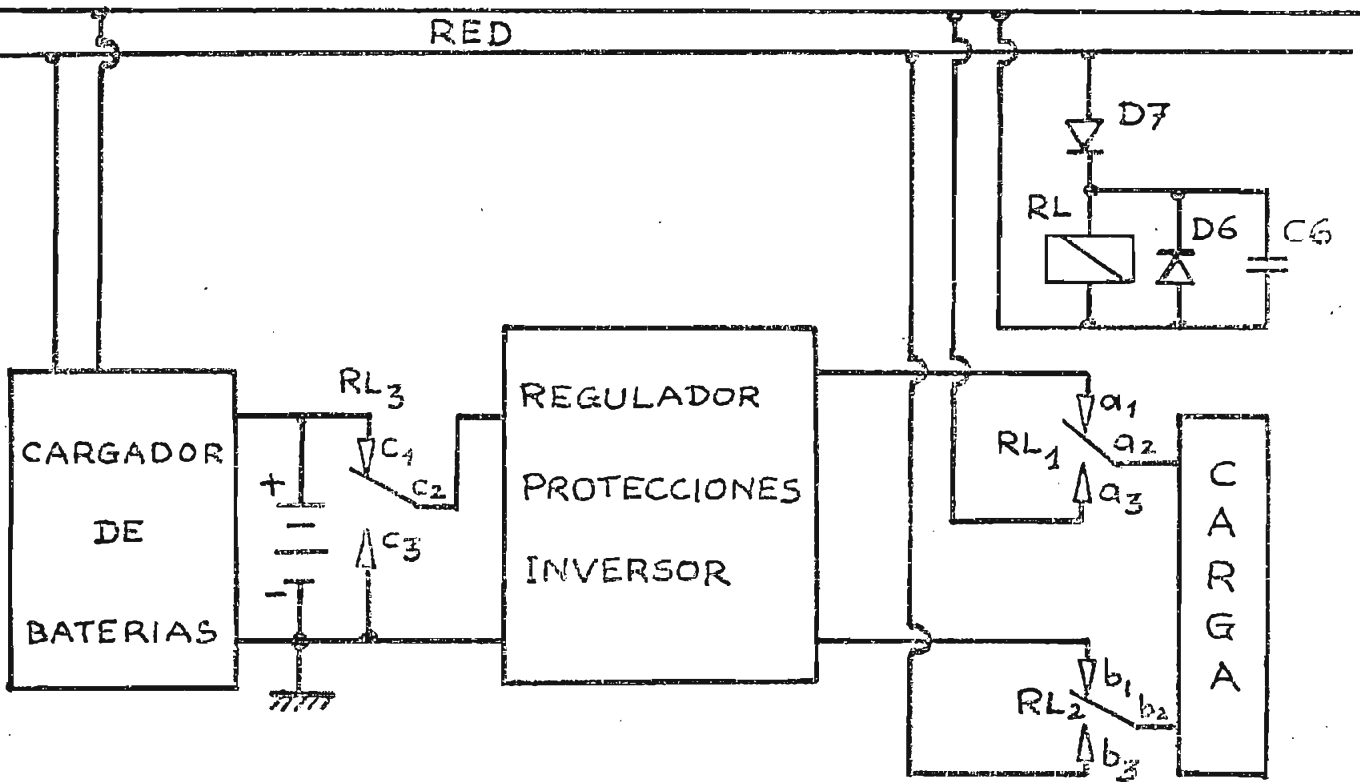 RED
D7
RL
D6
C6
CARGADOR
DE
BATERIAS
+
-
RL3
C1
C2
C3
REGULADOR
PROTECCIONES
INVERSOR
RL1
a1
a2
a3
RL2
b1
b2
b3
CARGA